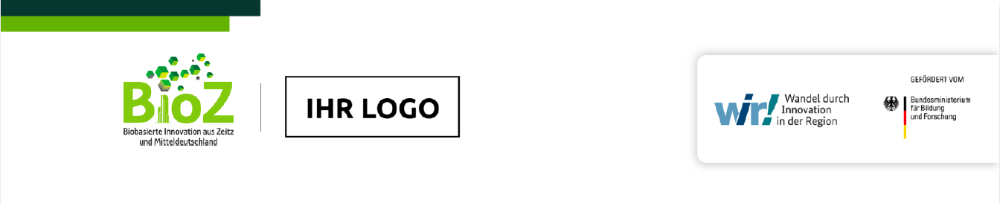 BioZ
Biobasierte Innovation aus Zeitz
und Mitteldeutschland
IHR LOGO
wir!
Wandel durch
Innovation
in der Region
GEFÖRDERT VOM
Bundesministerium
für Bildung
und Forschung